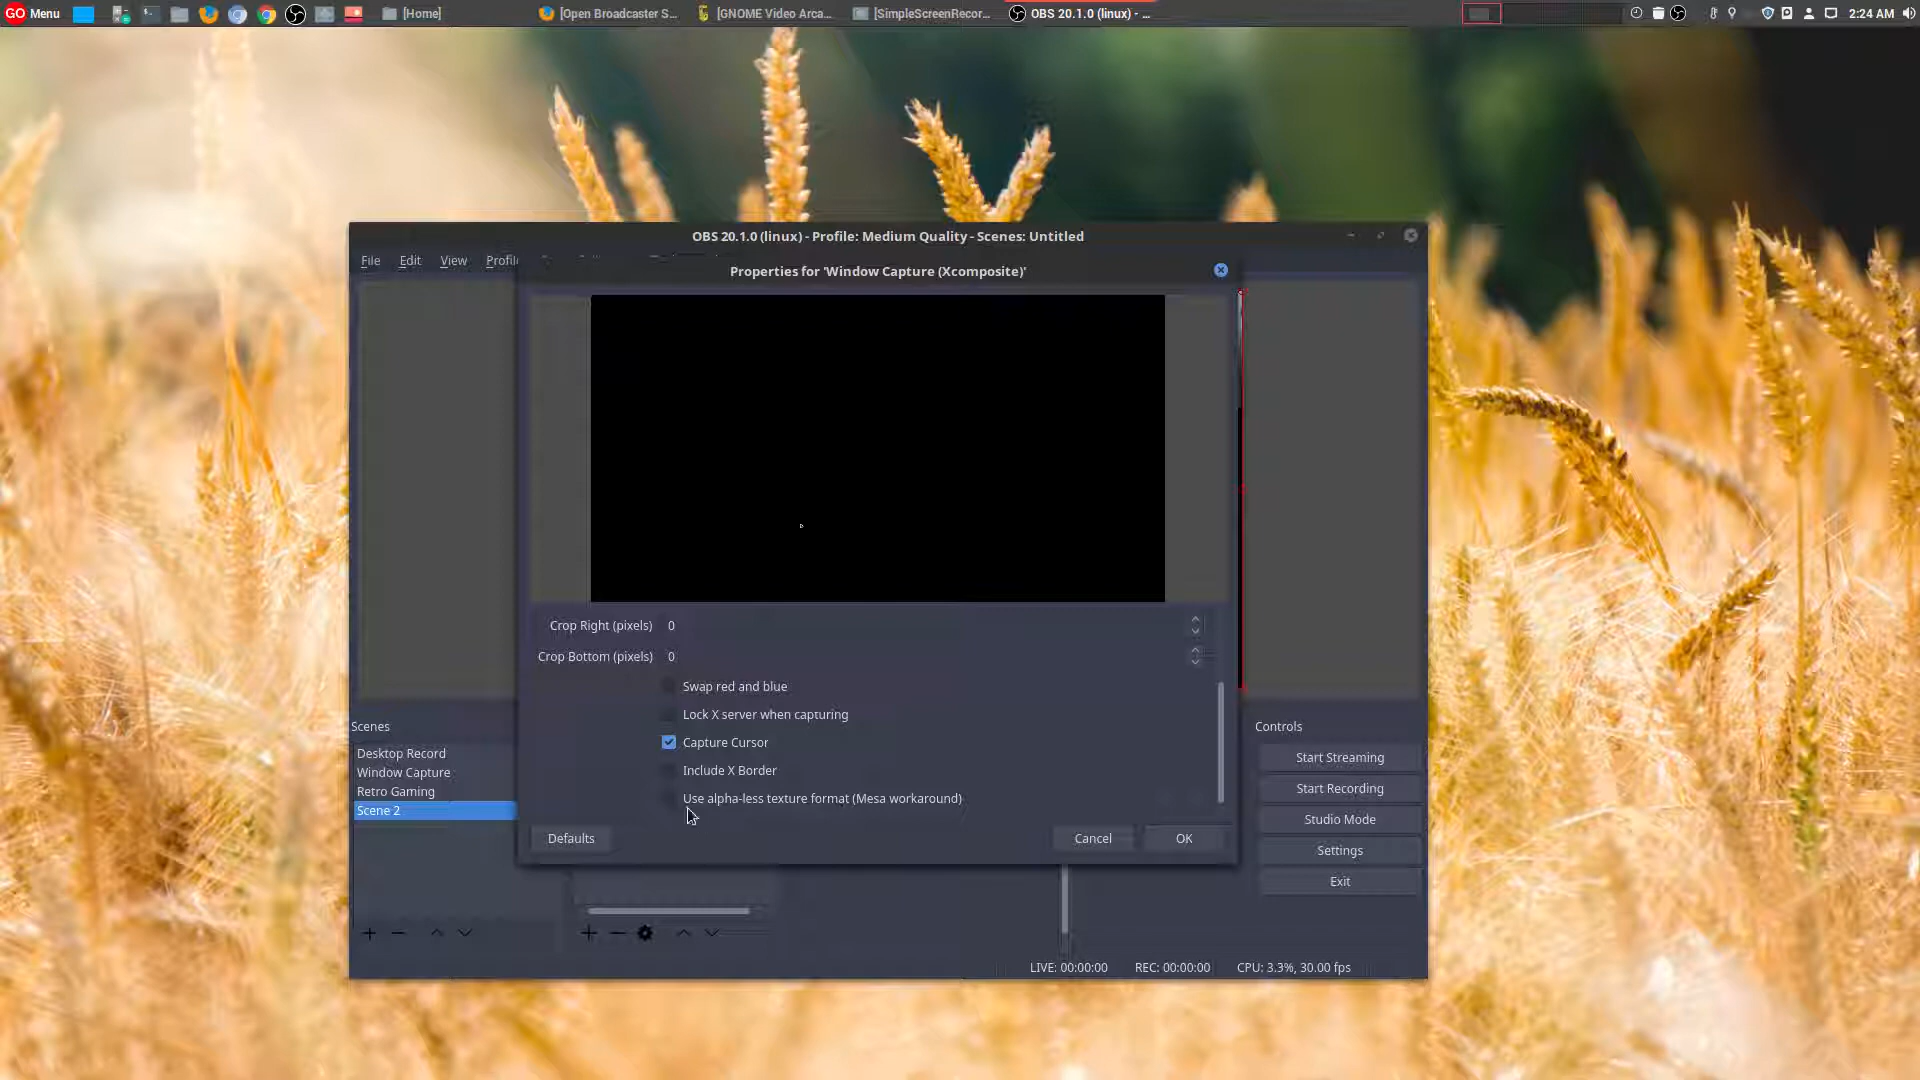 GO Menu
[Home]
[Open Broadcaster S...
[GNOME Video Arca...
[SimpleScreenRecor...
OBS 20.1.0 (linux) - ...
2:24 AM
OBS 20.1.0 (linux) - Profile: Medium Quality - Scenes: Untitled
File Edit View Profile
Properties for 'Window Capture (Xcomposite)'
Crop Right (pixels) 0
Crop Bottom (pixels) 0
Swap red and blue
Lock X server when capturing
Capture Cursor
Include X Border
Use alpha-less texture format (Mesa workaround)
Defaults
Cancel
OK
Scenes
Desktop Record
Window Capture
Retro Gaming
Scene 2
Controls
Start Streaming
Start Recording
Studio Mode
Settings
Exit
LIVE: 00:00:00 REC: 00:00:00 CPU: 3.3%, 30.00 fps